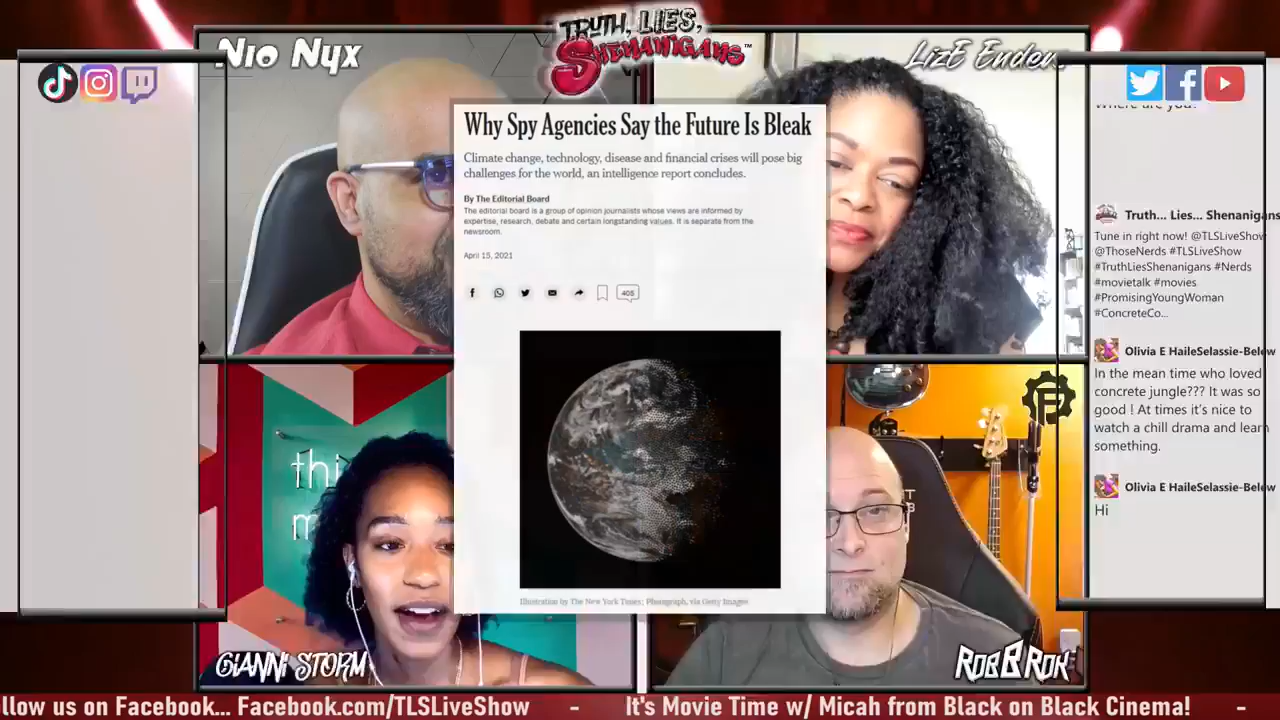 TRUTH, LIES,
SHENANIGANS™
Nio Nyx
LizE Enden
Why Spy Agencies Say the Future Is Bleak
Climate change, technology, disease and financial crises will pose big
challenges for the world, an intelligence report concludes.
By The Editorial Board
The editorial board is a group of opinion journalists whose views are informed by
expertise, research, debate and certain longstanding values. It is separate from the
newsroom.
April 15, 2021
405
Illustration by The New York Times; Photograph, via Getty Images
Where are you?
Truth... Lies... Shenanigans
Tune in right now! @TLSLiveShow
@ThoseNerds #TLSLiveShow
#TruthLiesShenanigans #Nerds
#movietalk #movies
#PromisingYoungWoman
#ConcreteCo...
Olivia E HaileSelassie-Belew
In the mean time who loved
concrete jungle??? It was so
good ! At times it's nice to
watch a chill drama and learn
something.
Olivia E HaileSelassie-Belew
Hi
thi
m
GIANNI STORM
ROB B ROK
llow us on Facebook... Facebook.com/TLSLiveShow - It's Movie Time w/ Micah from Black on Black Cinema! -